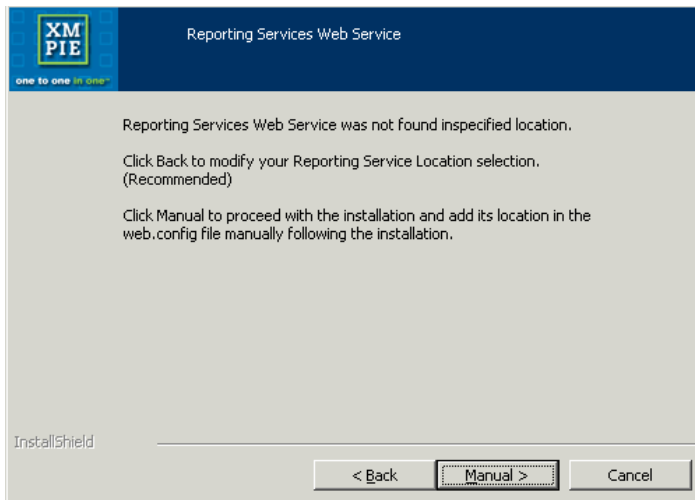 XM
PIE
one to one in one
Reporting Services Web Service
Reporting Services Web Service was not found inspecified location.
Click Back to modify your Reporting Service Location selection.
(Recommended)
Click Manual to proceed with the installation and add its location in the
web.config file manually following the installation.
InstallShield
< Back
Manual >
Cancel